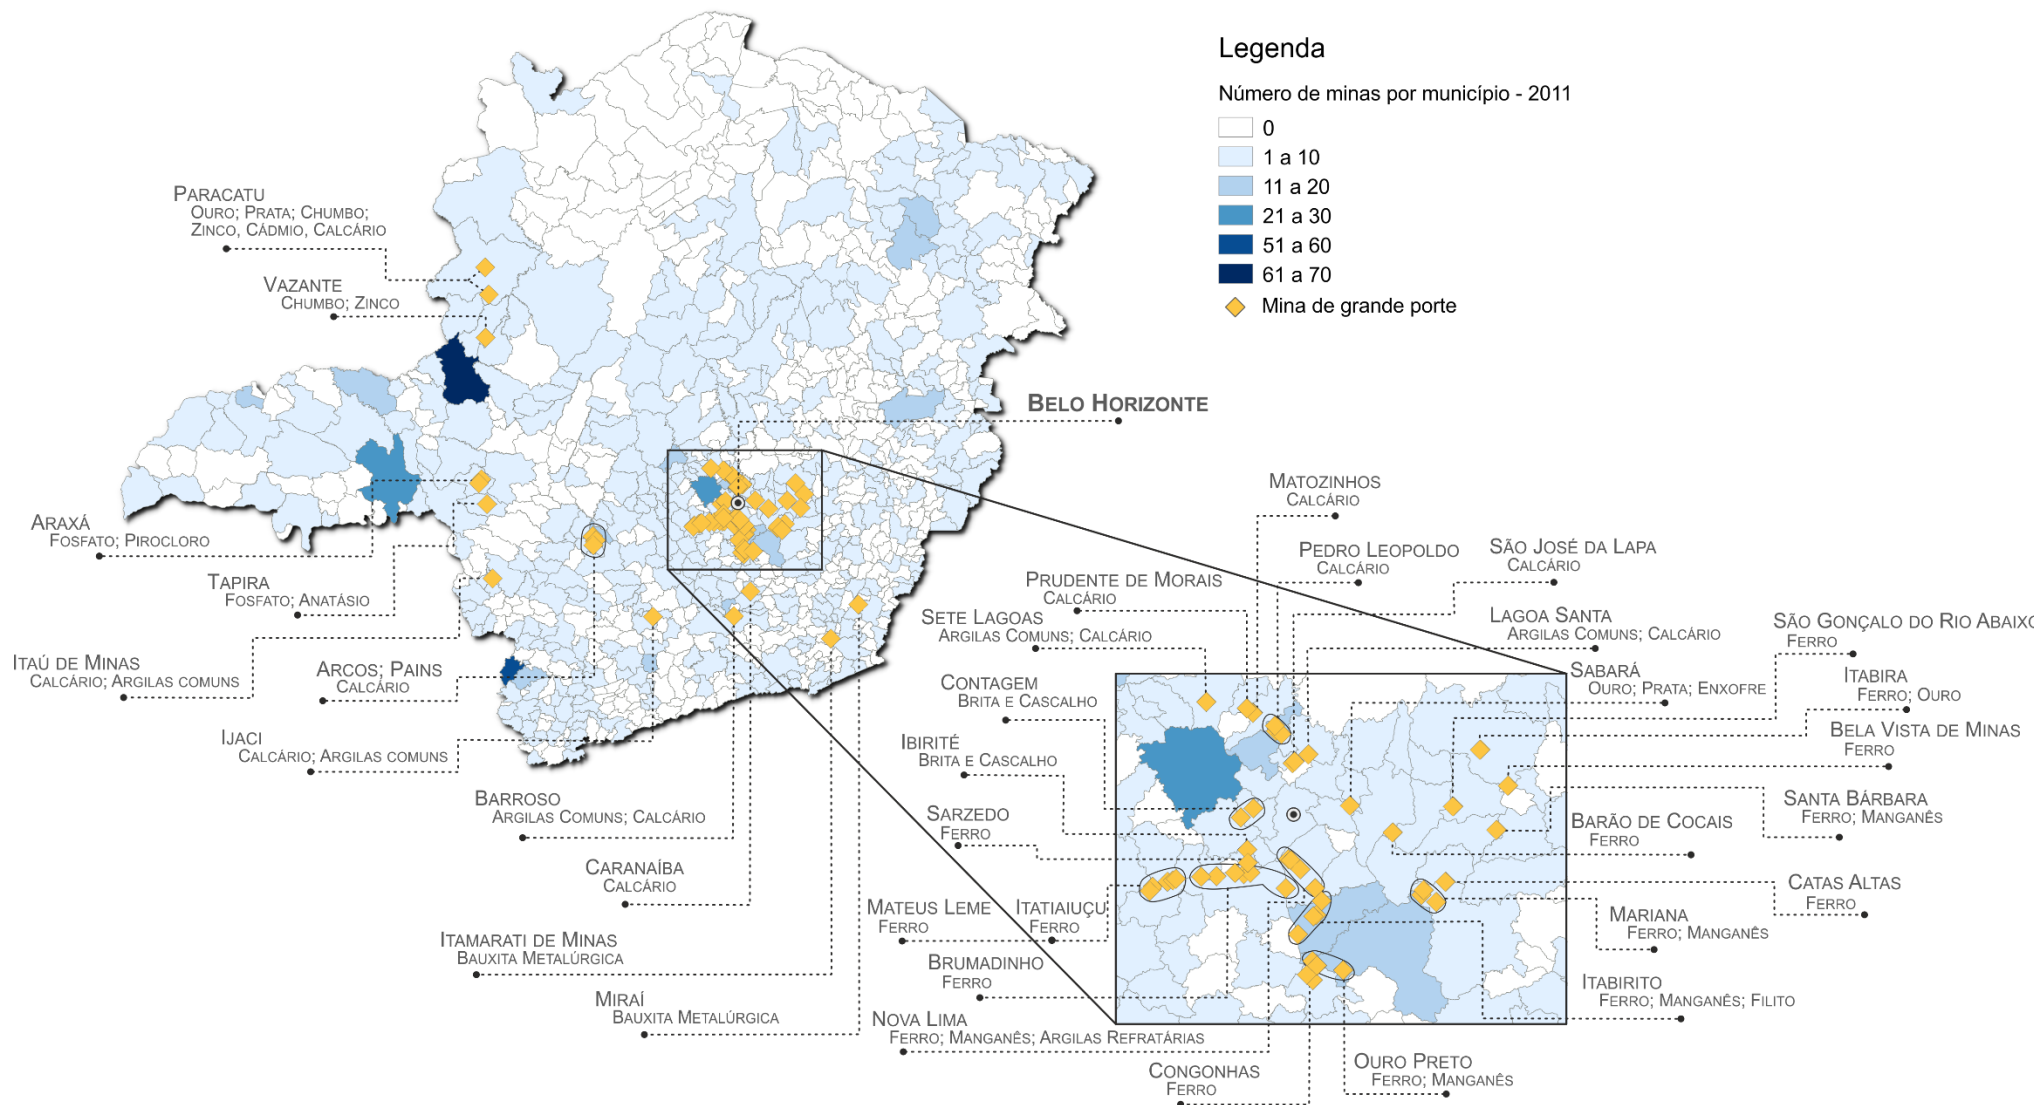 Legenda
Número de minas por município - 2011
0
1 a 10
11 a 20
21 a 30
51 a 60
61 a 70
Mina de grande porte
PARACATU
OURO; PRATA; CHUMBO;
ZINCO, CÁDMIO, CALCÁRIO
VAZANTE
CHUMBO; ZINCO
BELO HORIZONTE
ARAXÁ
FOSFATO; PIROCLORO
TAPIRA
FOSFATO; ANATÁSIO
ITAÚ DE MINAS
CALCÁRIO; ARGILAS COMUNS
ARCOS; PAINS
CALCÁRIO
IJACI
CALCÁRIO; ARGILAS COMUNS
BARROSO
ARGILAS COMUNS; CALCÁRIO
CARANAÍBA
CALCÁRIO
ITAMARATI DE MINAS
BAUXITA METALÚRGICA
MIRAÍ
BAUXITA METALÚRGICA
MATOZINHOS
CALCÁRIO
PEDRO LEOPOLDO
CALCÁRIO
SÃO JOSÉ DA LAPA
CALCÁRIO
PRUDENTE DE MORAIS
CALCÁRIO
SETE LAGOAS
ARGILAS COMUNS; CALCÁRIO
LAGOA SANTA
ARGILAS COMUNS; CALCÁRIO
SÃO GONÇALO DO RIO ABAIXO
FERRO
SABARÁ
OURO; PRATA; ENXOFRE
ITABIRA
FERRO; OURO
CONTAGEM
BRITA E CASCALHO
BELA VISTA DE MINAS
FERRO
IBIRITÉ
BRITA E CASCALHO
SANTA BÁRBARA
FERRO; MANGANÊS
SARZEDO
FERRO
BARÃO DE COCAIS
FERRO
CATAS ALTAS
FERRO
MATEUS LEME
FERRO
ITATIAIUÇU
FERRO
MARIANA
FERRO; MANGANÊS
BRUMADINHO
FERRO
ITABIRITO
FERRO; MANGANÊS; FILITO
NOVA LIMA
FERRO; MANGANÊS; ARGILAS REFRATÁRIAS
OURO PRETO
FERRO; MANGANÊS
CONGONHAS
FERRO